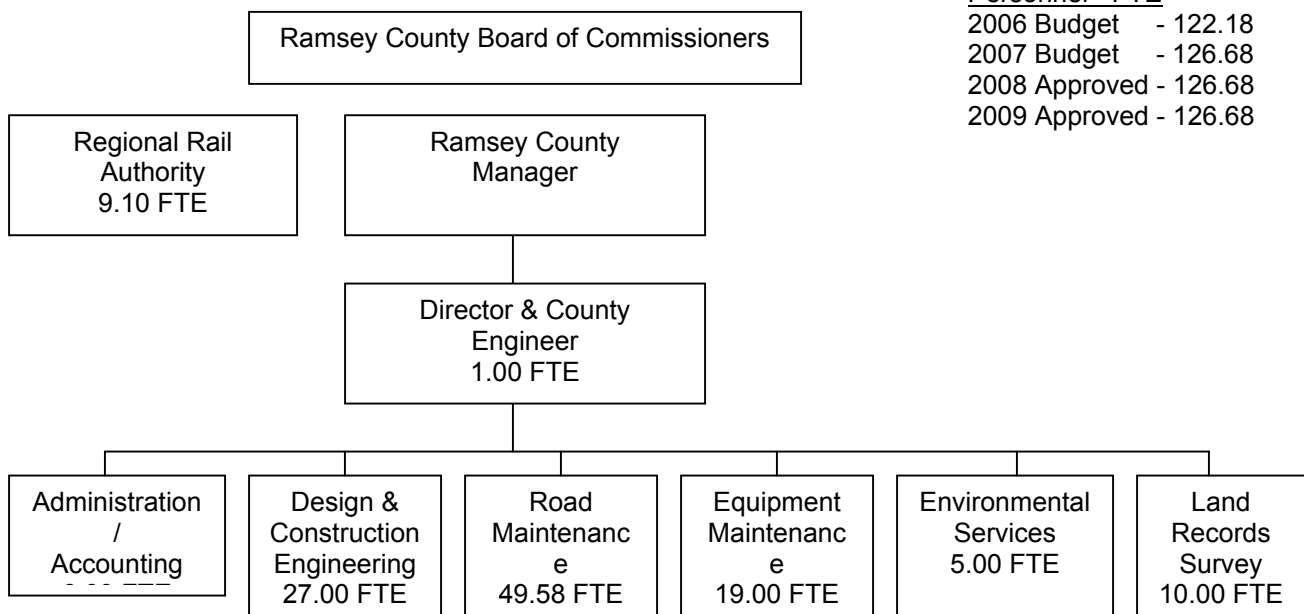 Ramsey County Board of Commissioners
2006 Budget - 122.18
2007 Budget - 126.68
2008 Approved - 126.68
2009 Approved - 126.68
Regional Rail
Authority
9.10 FTE
Ramsey County
Manager
Director & County
Engineer
1.00 FTE
Administration
/
Accounting
Design &
Construction
Engineering
27.00 FTE
Road
Maintenanc
e
49.58 FTE
Equipment
Maintenanc
e
19.00 FTE
Environmental
Services
5.00 FTE
Land
Records
Survey
10.00 FTE